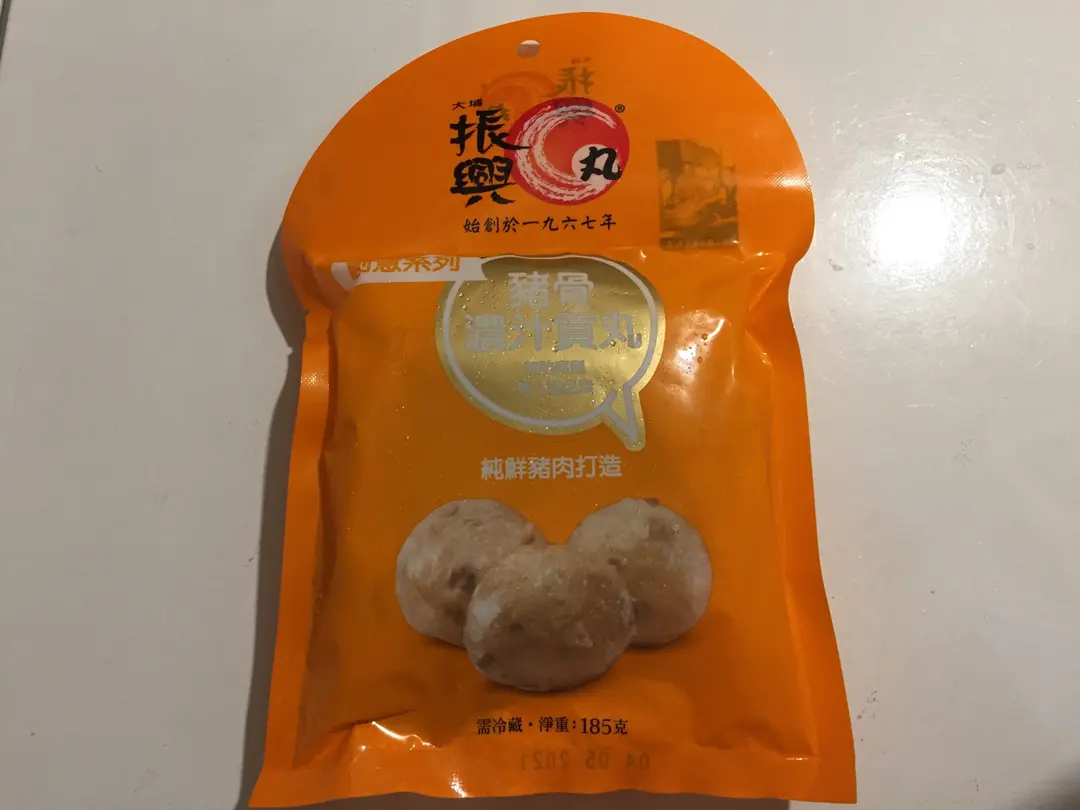 大埔
振興
丸
®
始創於一九六七年
創意系列
豬骨
濃汁貢丸
純鮮豬肉打造
需冷藏・淨重:185克
04 05 2021